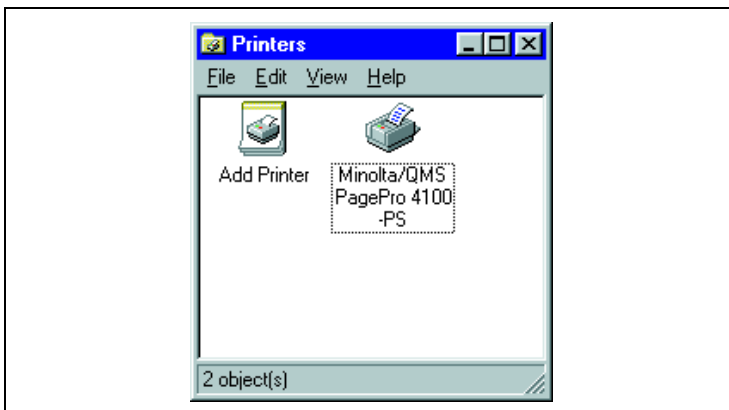 Printers
File Edit View Help
Add Printer
Minolta/QMS
PagePro 4100
-PS
2 object(s)